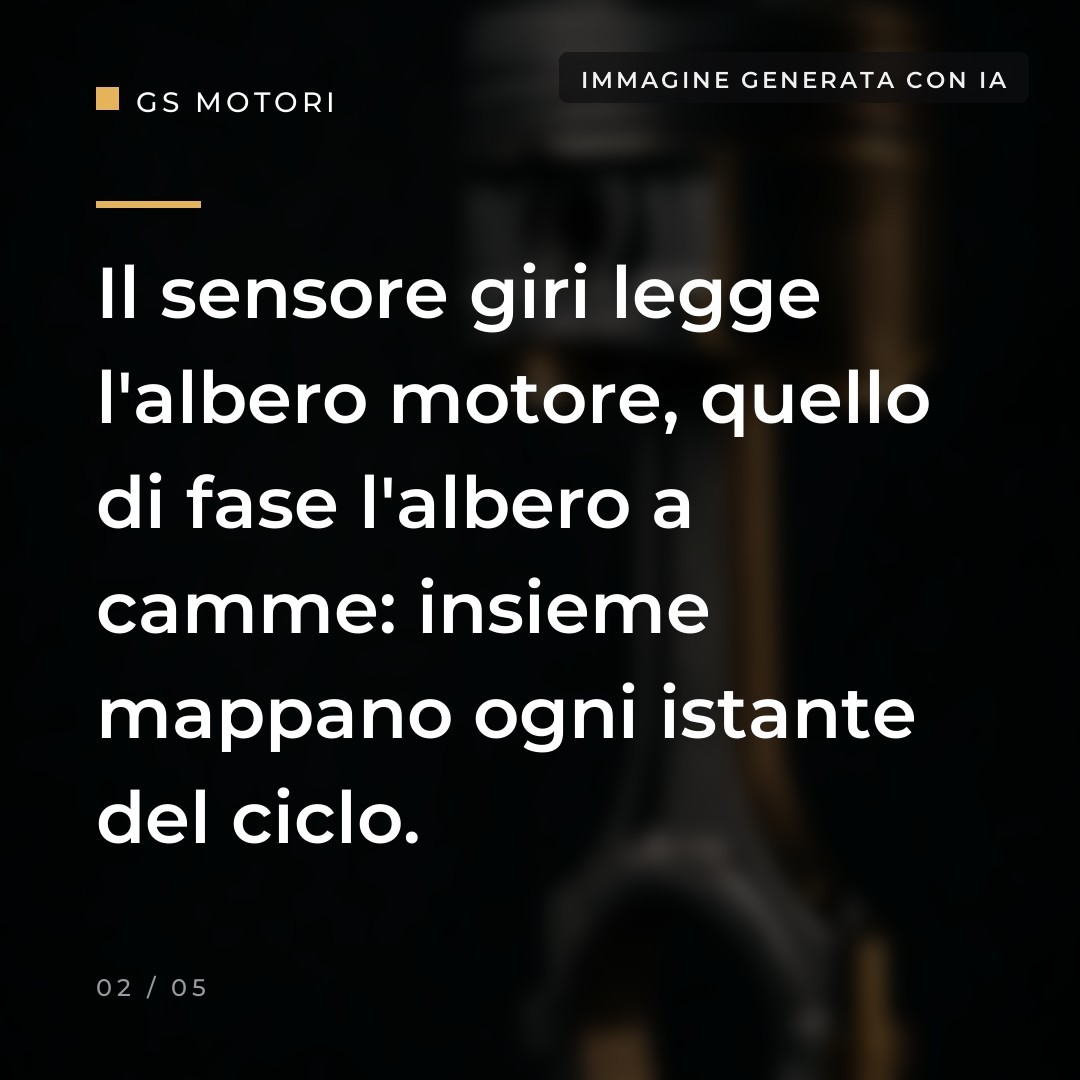 GS MOTORI
IMMAGINE GENERATA CON IA
Il sensore giri legge
l'albero motore, quello
di fase l'albero a
camme: insieme
mappano ogni istante
del ciclo.
02 / 05